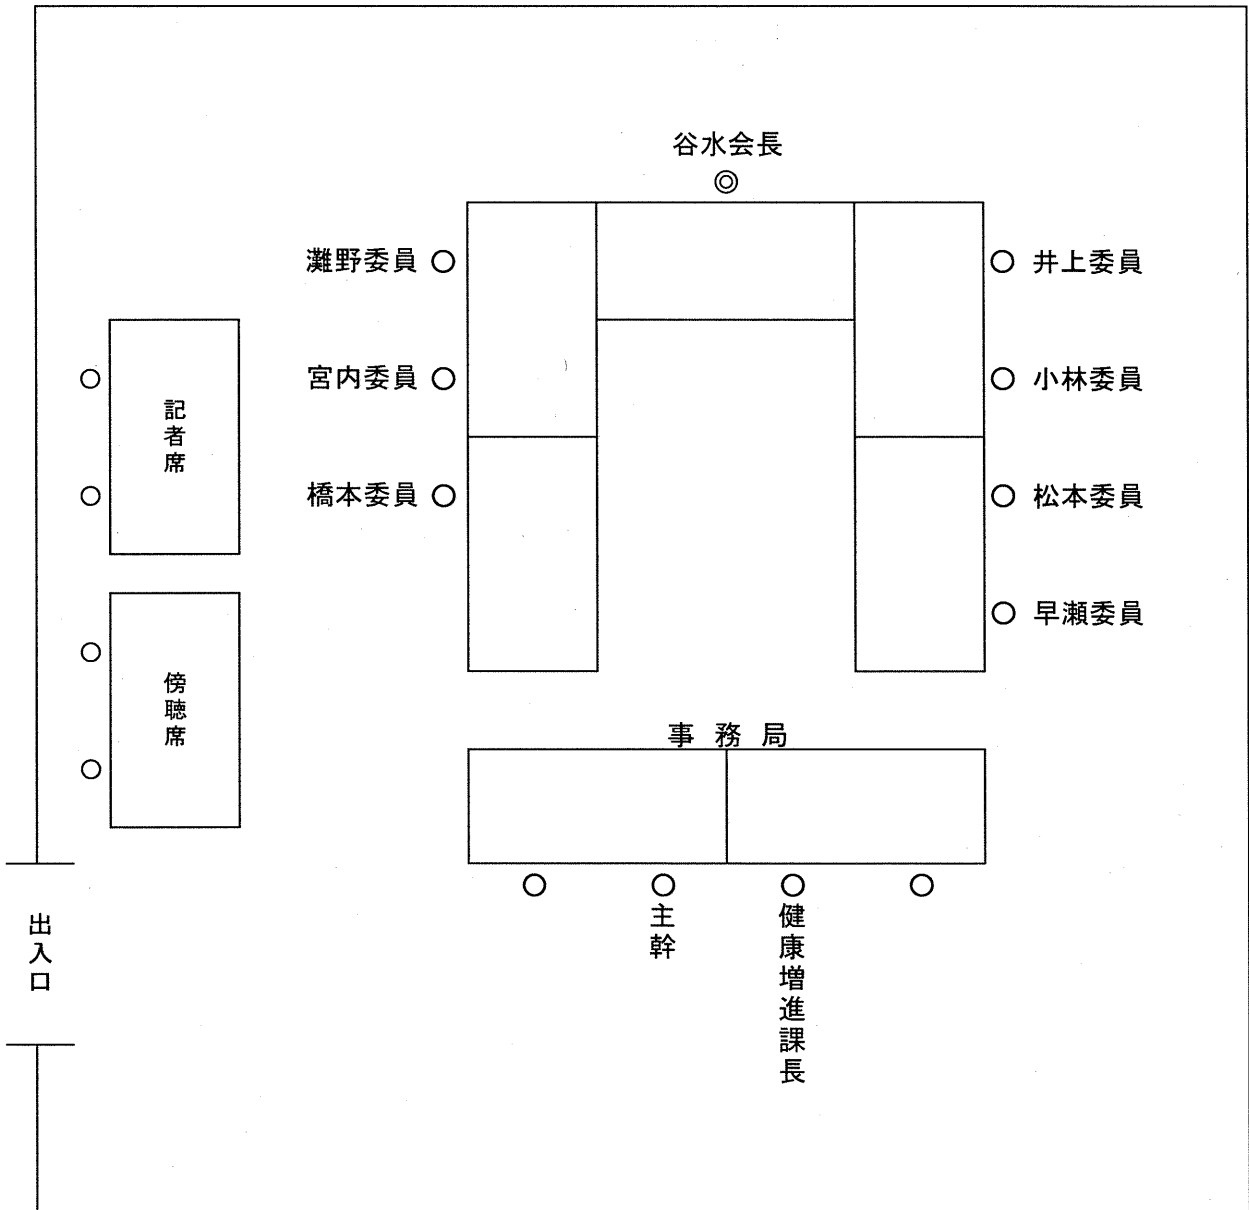 谷水会長
灘野委員
井上委員
宮内委員
小林委員
記者席
橋本委員
松本委員
早瀬委員
傍聴席
事務局
主幹
健康増進課長
出入口